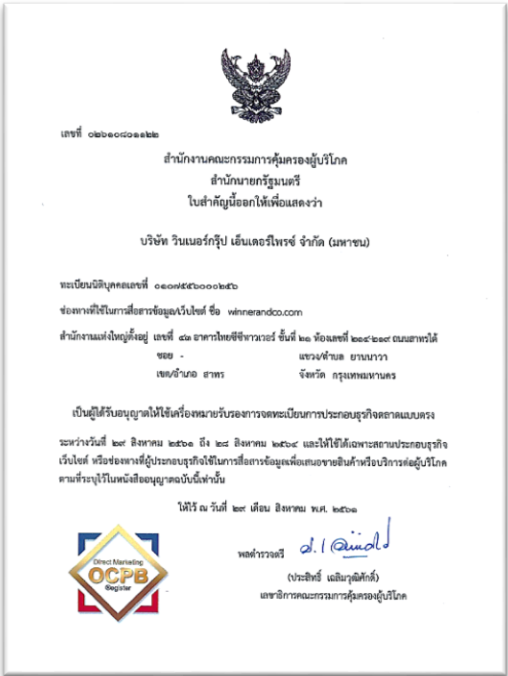 เลขที่ ๐๒๖๑๐๘๐๑๑๒๒
สำนักงานคณะกรรมการคุ้มครองผู้บริโภค
สำนักนายกรัฐมนตรี
ใบสำคัญนี้ออกให้เพื่อแสดงว่า
บริษัท วินเนอร์กรุ๊ป เอ็นเตอร์ไพรซ์ จำกัด (มหาชน)
ทะเบียนนิติบุคคลเลขที่ ๐๑๐๗๕๕๖๐๐๐๒๕๖
ช่องทางที่ใช้ในการสื่อสารข้อมูล/เว็บไซต์ ชื่อ winnerandco.com
สำนักงานแห่งใหญ่ตั้งอยู่ เลขที่ ๔๓ อาคารไทยซีซีทาวเวอร์ ชั้นที่ ๒๑ ห้องเลขที่ ๒๑๔-๒๑๙ ถนนสาทรใต้
ซอย - แขวง/ตำบล ยานนาวา
เขต/อำเภอ สาทร จังหวัด กรุงเทพมหานคร
เป็นผู้ได้รับอนุญาตให้ใช้เครื่องหมายรับรองการจดทะเบียนการประกอบธุรกิจตลาดแบบตรง
ระหว่างวันที่ ๒๙ สิงหาคม ๒๕๖๑ ถึง ๒๘ สิงหาคม ๒๕๖๔ และให้ใช้ได้เฉพาะสถานประกอบธุรกิจ
เว็บไซต์ หรือช่องทางที่ผู้ประกอบธุรกิจใช้ในการสื่อสารข้อมูลเพื่อเสนอขายสินค้าหรือบริการต่อผู้บริโภค
ตามที่ระบุไว้ในหนังสืออนุญาตฉบับนี้เท่านั้น
ให้ไว้ ณ วันที่ ๒๙ เดือน สิงหาคม พ.ศ. ๒๕๖๑
พลตำรวจตรี
(ประสิทธิ์ เฉลิมวุฒิศักดิ์)
เลขาธิการคณะกรรมการคุ้มครองผู้บริโภค
Direct Marketing
OCPB
Register